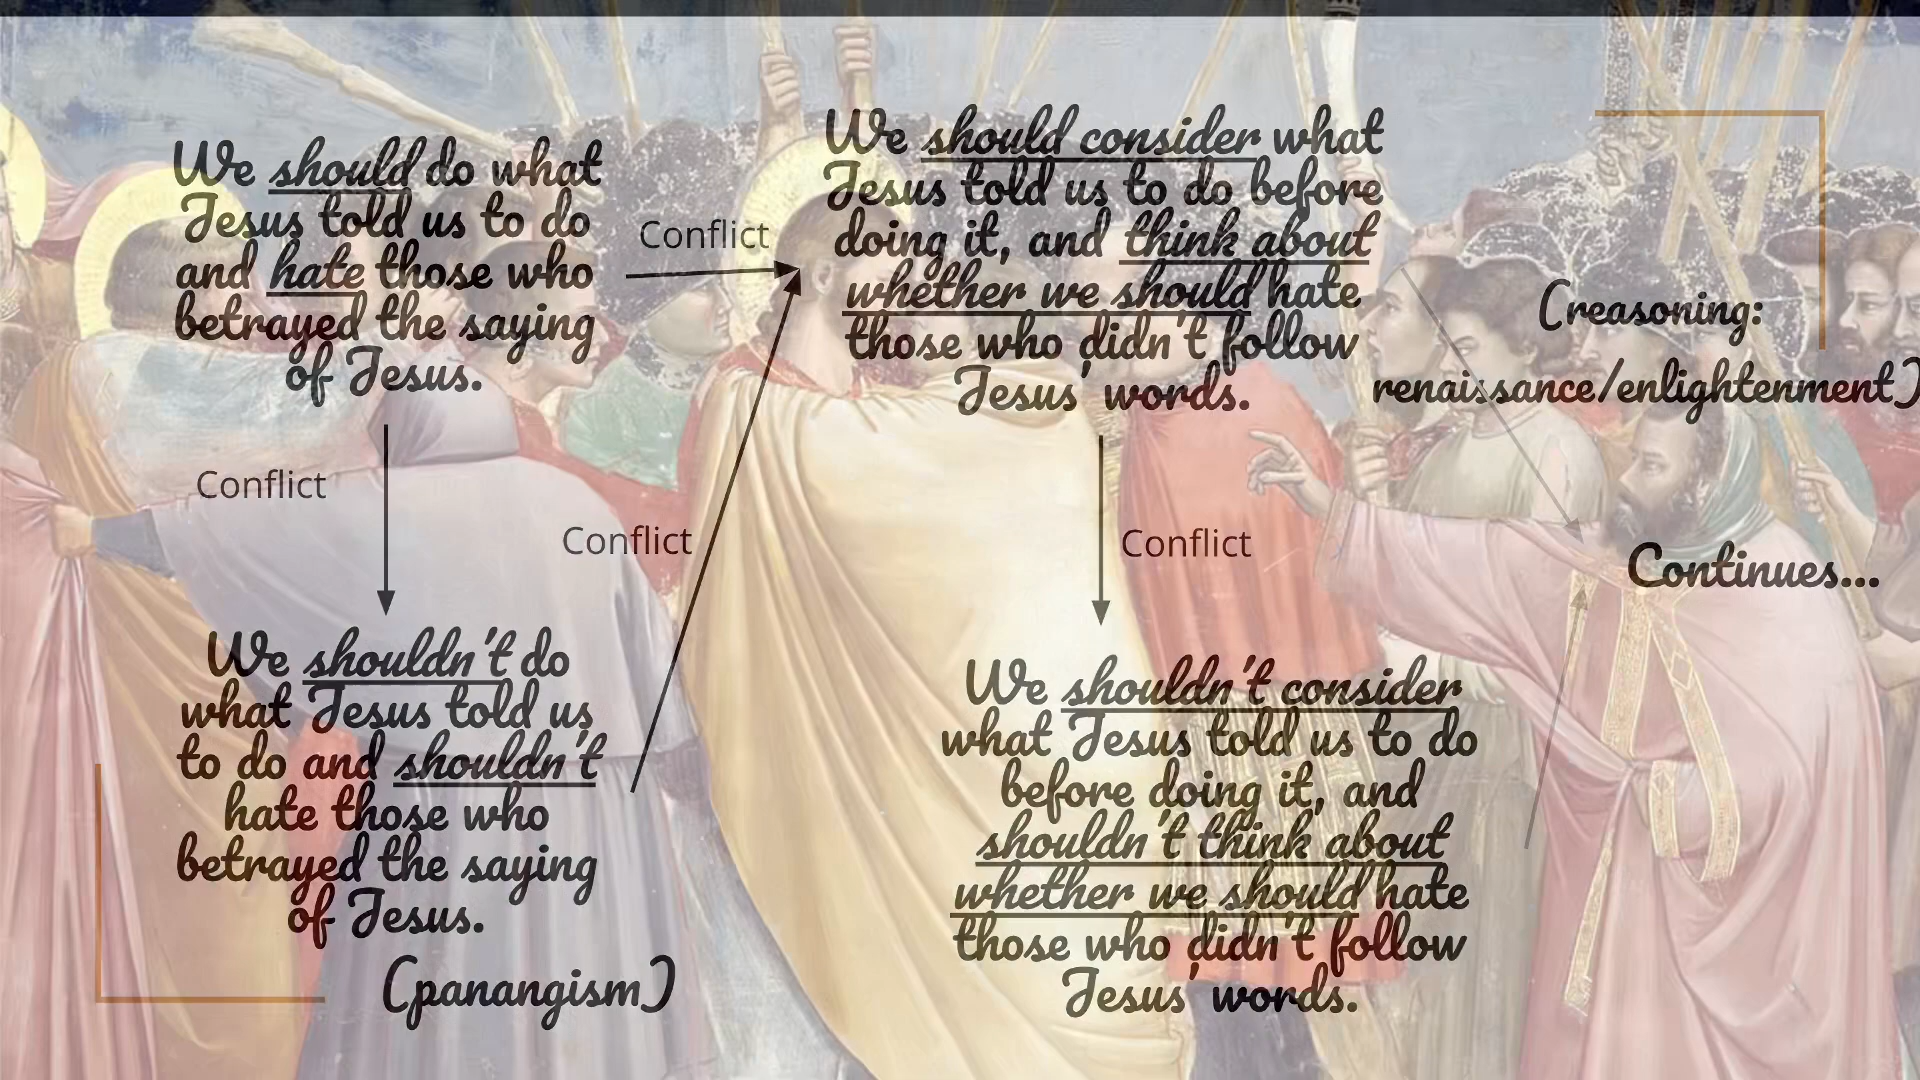 We should do what
Jesus told us to do
and hate those who
betrayed the saying
of Jesus.
Conflict
We should consider what
Jesus told us to do before
doing it, and think about
whether we should hate
those who didn't follow
Jesus' words.
(reasoning:
renaissance/enlightenment)
Conflict
Conflict
Conflict
Continues...
We shouldn't do
what Jesus told us
to do and shouldn't
hate those who
betrayed the saying
of Jesus.
(panangism)
We shouldn't consider
what Jesus told us to do
before doing it, and
shouldn't think about
whether we should hate
those who didn't follow
Jesus' words.